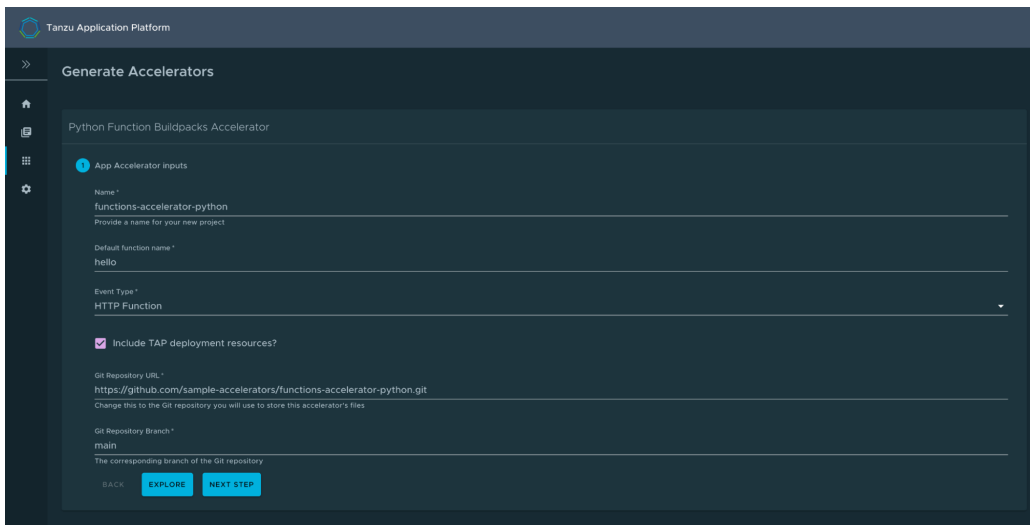 Tanzu Application Platform
Generate Accelerators
Python Function Buildpacks Accelerator
1 App Accelerator inputs
Name *
functions-accelerator-python
Provide a name for your new project
Default function name *
hello
Event Type *
HTTP Function
Include TAP deployment resources?
Git Repository URL *
https://github.com/sample-accelerators/functions-accelerator-python.git
Change this to the Git repository you will use to store this accelerator's files
Git Repository Branch *
main
The corresponding branch of the Git repository
BACK EXPLORE NEXT STEP